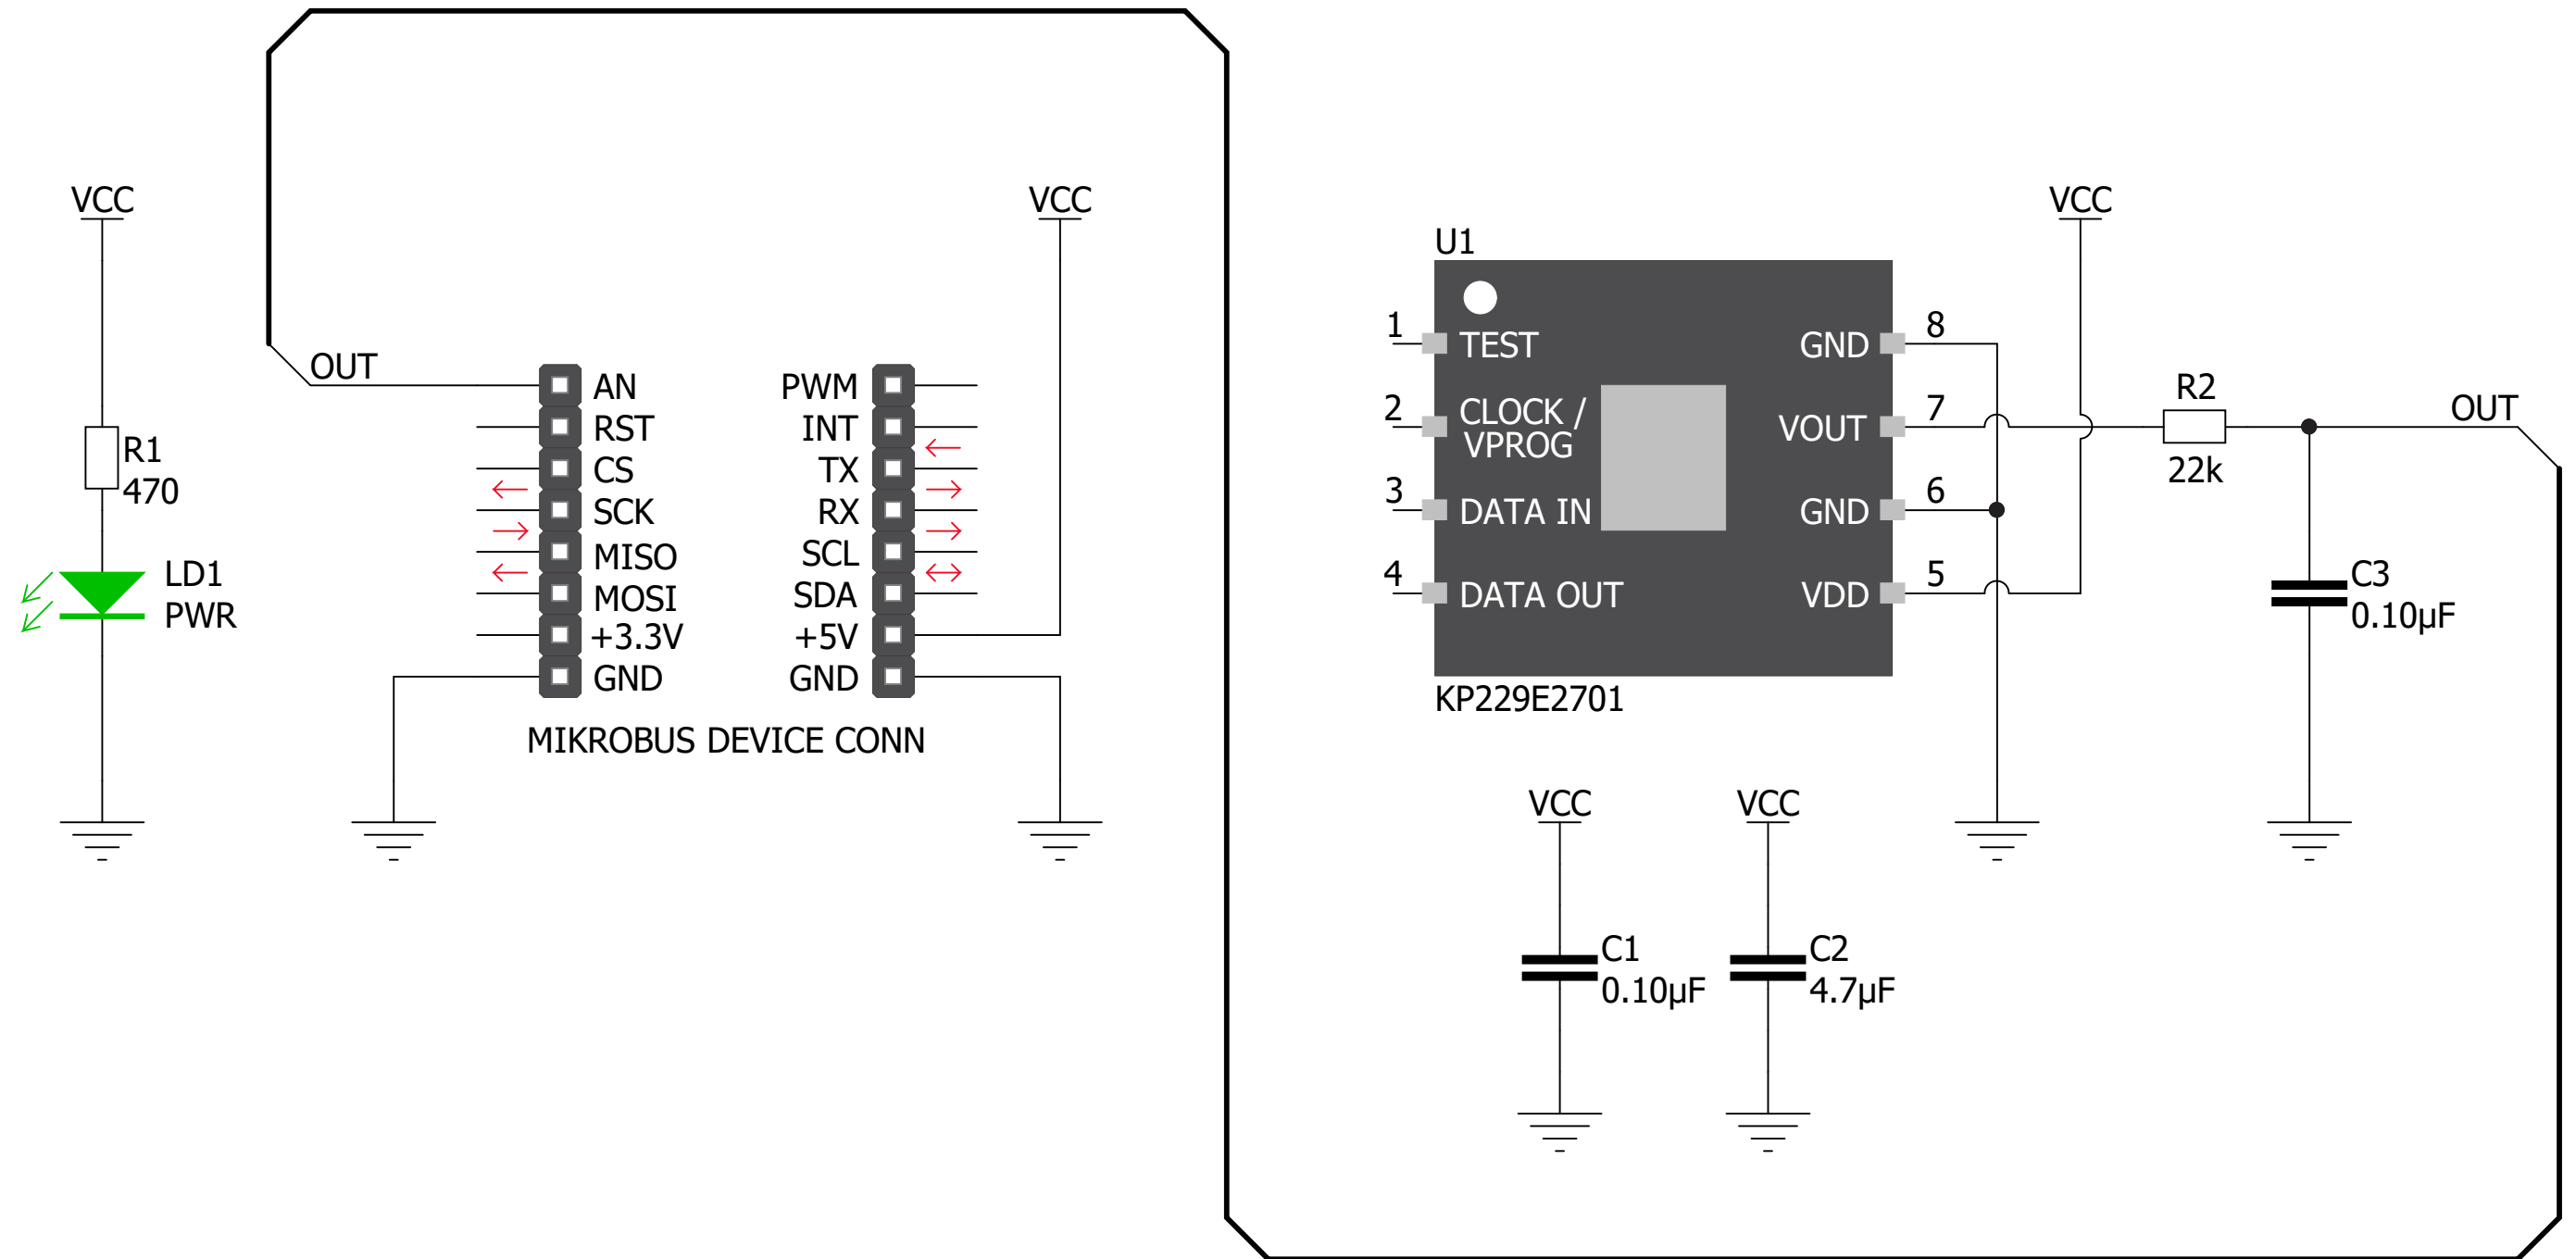 VCC
R1
470
LD1
PWR
OUT
VCC
AN
RST
CS
SCK
MISO
MOSI
+3.3V
GND
PWM
INT
TX
RX
SCL
SDA
+5V
GND
MIKROBUS DEVICE CONN
U1
1
2
3
4
TEST
CLOCK /
VPROG
DATA IN
DATA OUT
GND
VOUT
GND
VDD
8
7
6
5
KP229E2701
VCC
R2
22k
OUT
C3
0.10µF
VCC
C1
0.10µF
VCC
C2
4.7µF